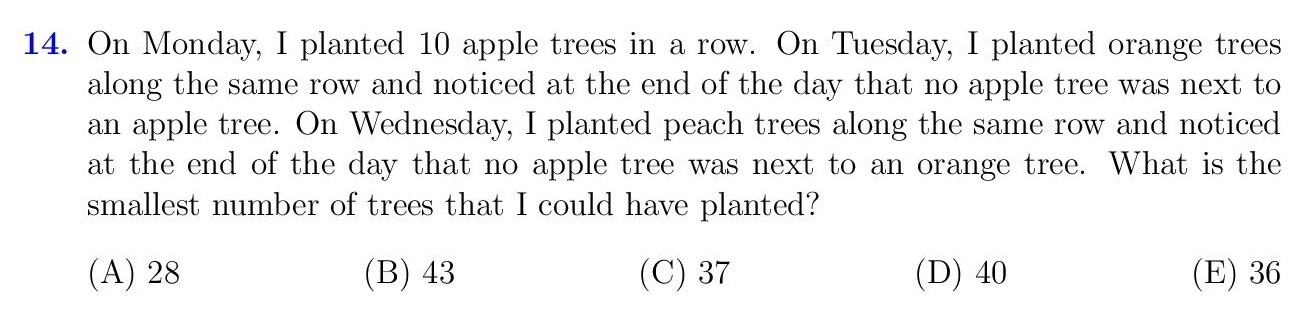 14. On Monday, I planted 10 apple trees in a row. On Tuesday, I planted orange trees
along the same row and noticed at the end of the day that no apple tree was next to
an apple tree. On Wednesday, I planted peach trees along the same row and noticed
at the end of the day that no apple tree was next to an orange tree. What is the
smallest number of trees that I could have planted?
(A) 28 (B) 43 (C) 37 (D) 40 (E) 36